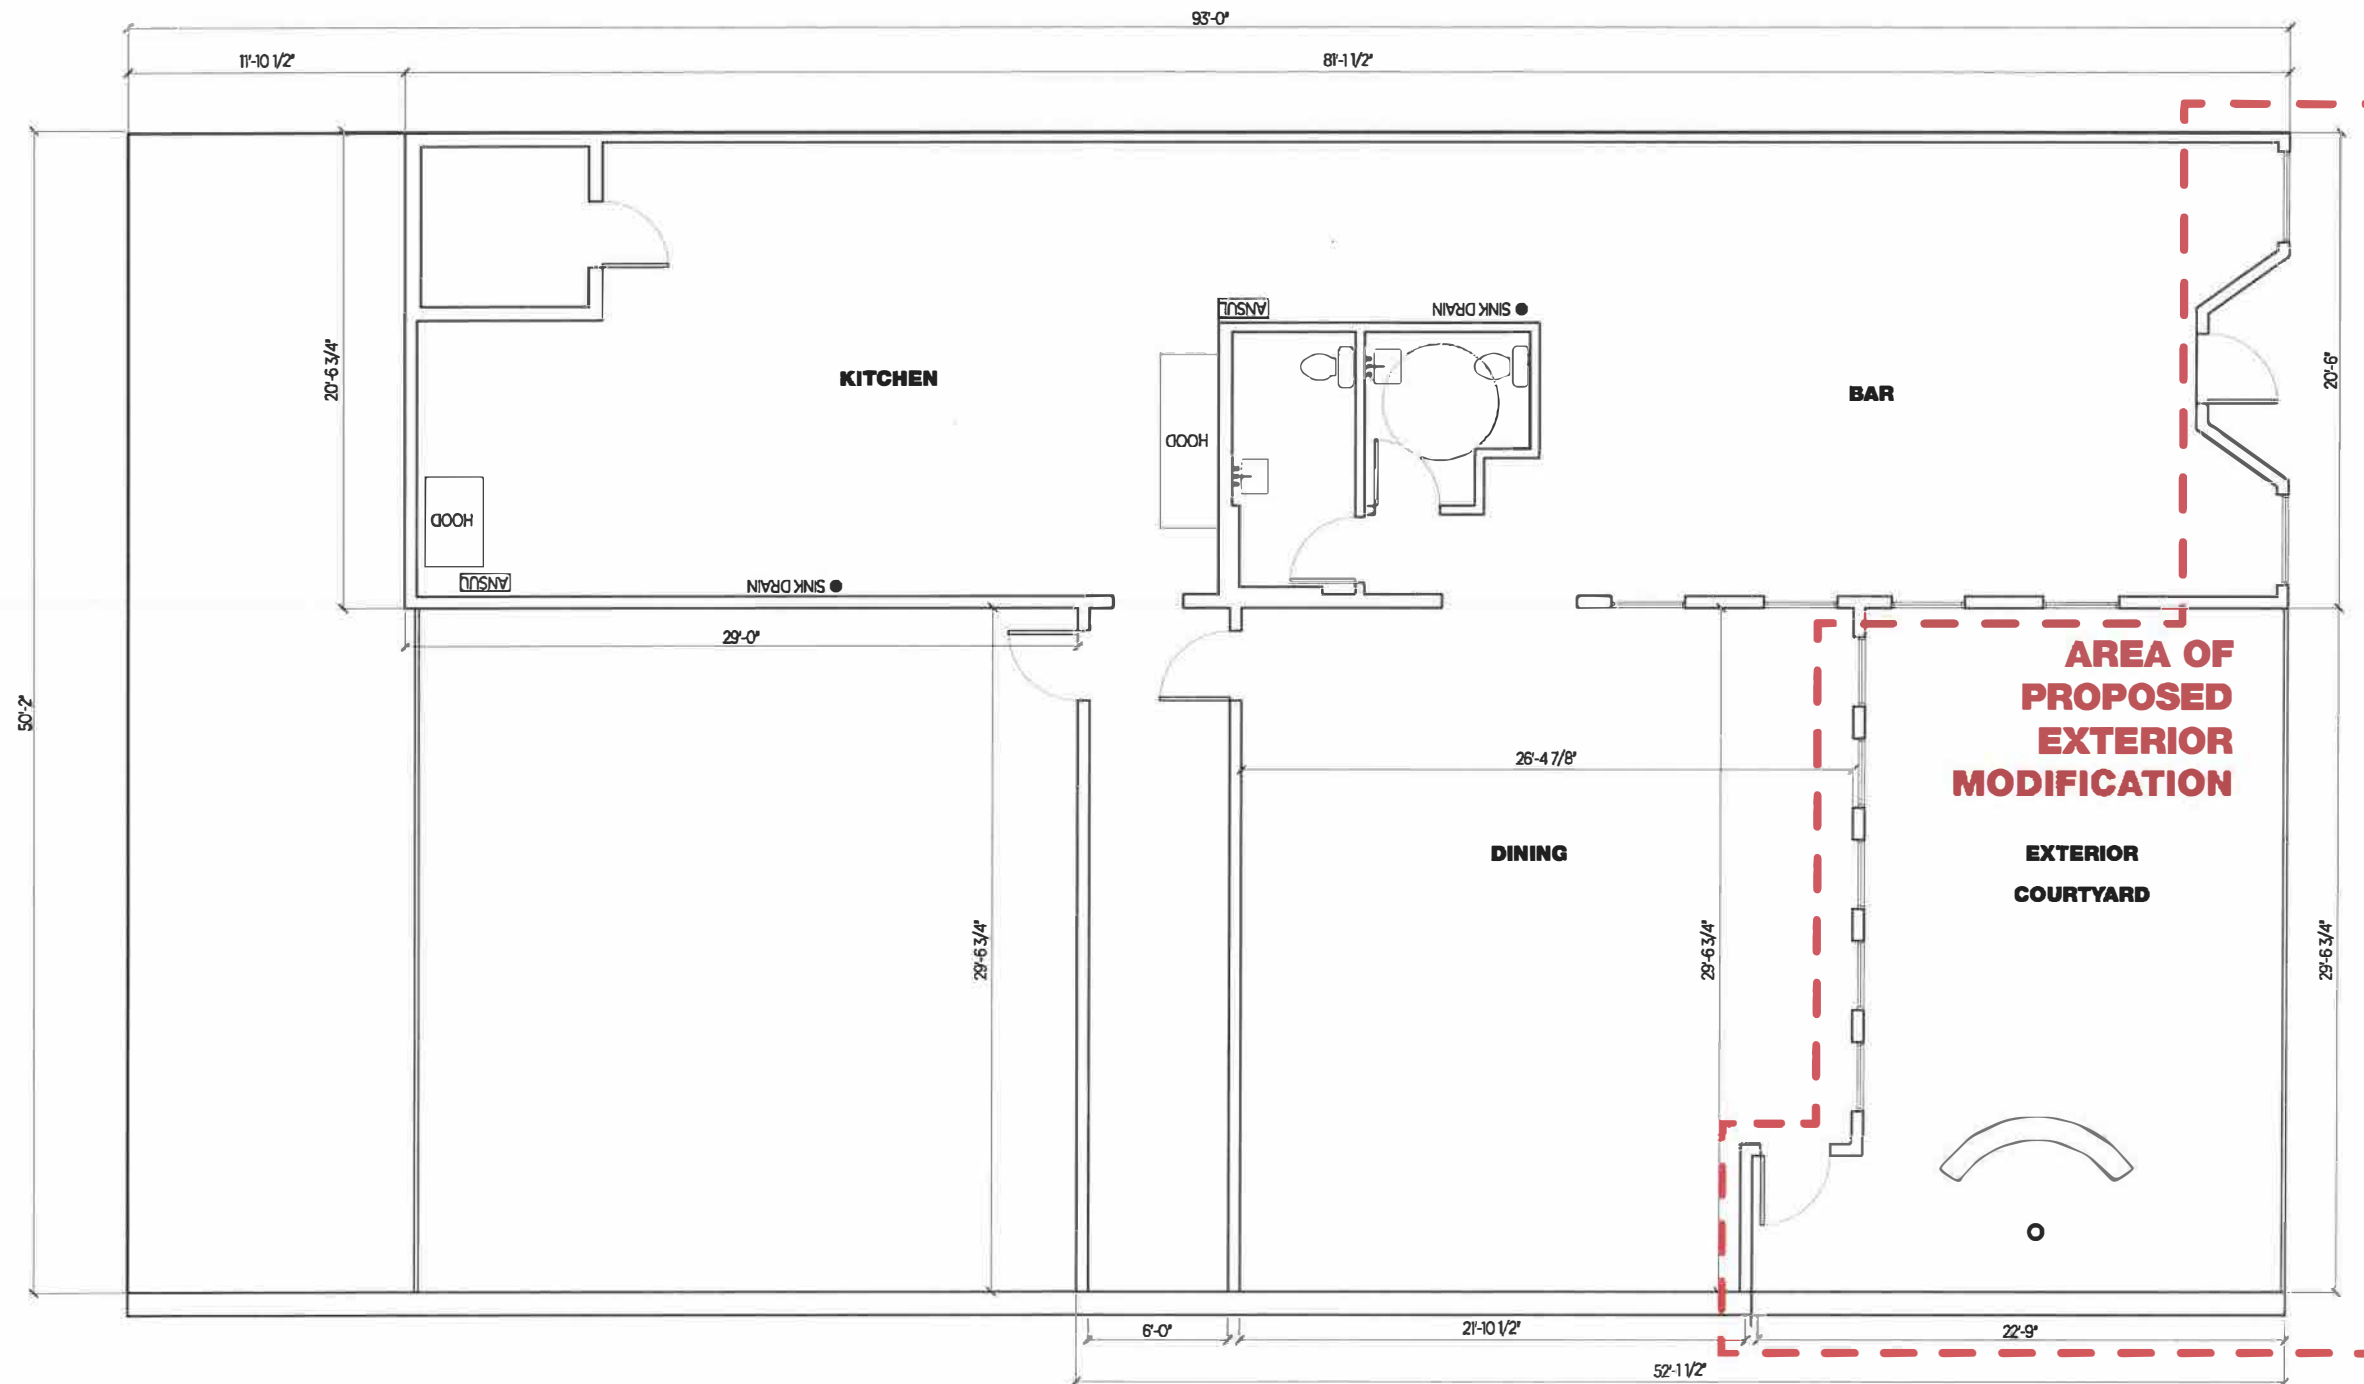 93'-0"
11'-10 1/2"
81'-1 1/2"
ANSUL
SINK DRAIN
20'-6 3/4"
KITCHEN
BAR
20'-6"
HOOD
HOOD
ANSUL
SINK DRAIN
29'-0"
50'-2"
AREA OF
PROPOSED
EXTERIOR
MODIFICATION
26'-4 7/8"
DINING
EXTERIOR
COURTYARD
29'-6 3/4"
29'-6 3/4"
29'-6 3/4"
6'-0"
21'-10 1/2"
22'-9"
52'-1 1/2"